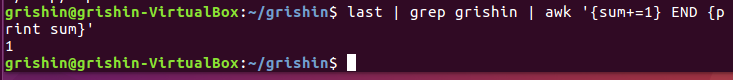 grishin@grishin-VirtualBox:~/grishin$ last | grep grishin | awk '{sum+=1} END {p
rint sum}'
1
grishin@grishin-VirtualBox:~/grishin$